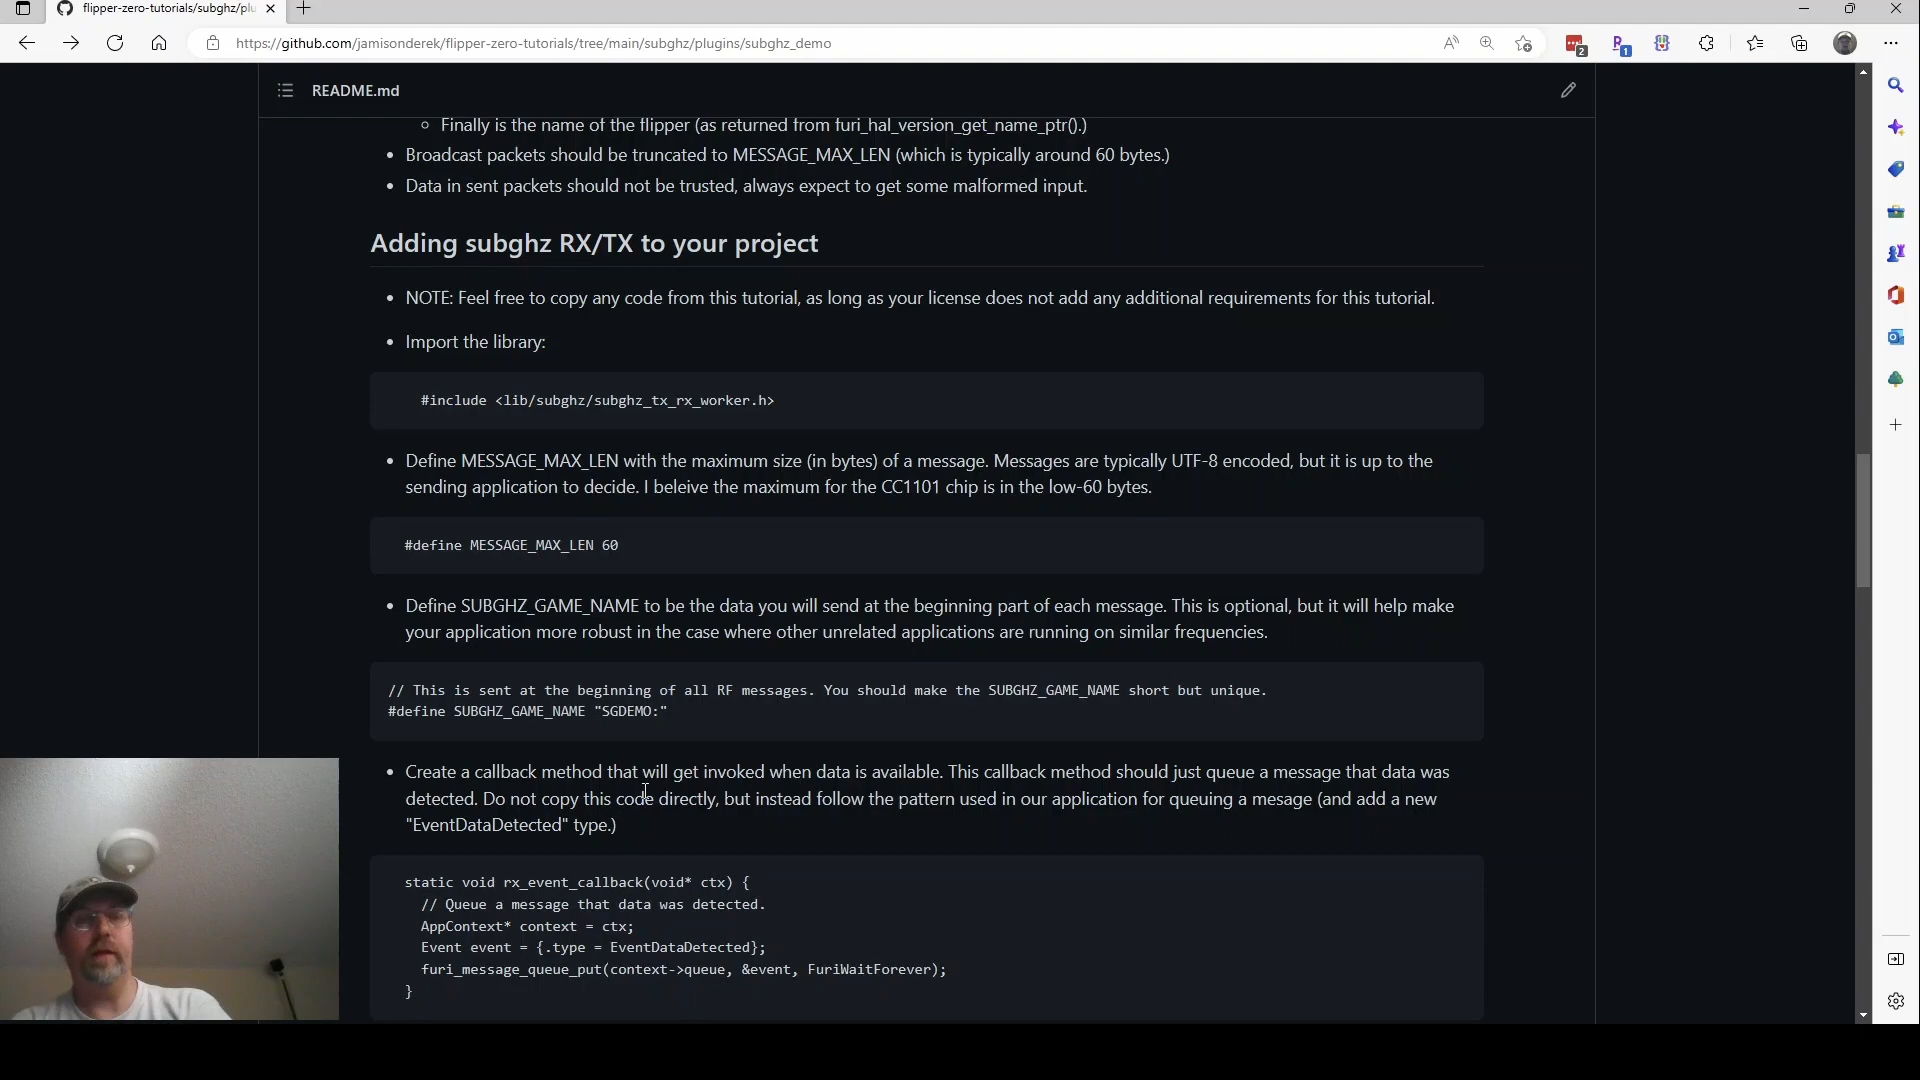 flipper-zero-tutorials/subghz/plu
https://github.com/jamisonderek/flipper-zero-tutorials/tree/main/subghz/plugins/subghz_demo
2
1
README.md
Finally is the name of the flipper (as returned from furi_hal_version_get_name_ptr().)
Broadcast packets should be truncated to MESSAGE_MAX_LEN (which is typically around 60 bytes.)
Data in sent packets should not be trusted, always expect to get some malformed input.
Adding subghz RX/TX to your project
NOTE: Feel free to copy any code from this tutorial, as long as your license does not add any additional requirements for this tutorial.
Import the library:
#include <lib/subghz/subghz_tx_rx_worker.h>
Define MESSAGE_MAX_LEN with the maximum size (in bytes) of a message. Messages are typically UTF-8 encoded, but it is up to the
sending application to decide. I beleive the maximum for the CC1101 chip is in the low-60 bytes.
#define MESSAGE_MAX_LEN 60
Define SUBGHZ_GAME_NAME to be the data you will send at the beginning part of each message. This is optional, but it will help make
your application more robust in the case where other unrelated applications are running on similar frequencies.
// This is sent at the beginning of all RF messages. You should make the SUBGHZ_GAME_NAME short but unique.
#define SUBGHZ_GAME_NAME "SGDEMO:"
Create a callback method that will get invoked when data is available. This callback method should just queue a message that data was
detected. Do not copy this code directly, but instead follow the pattern used in our application for queuing a mesage (and add a new
"EventDataDetected" type.)
static void rx_event_callback(void* ctx) {
// Queue a message that data was detected.
AppContext* context = ctx;
Event event = {.type = EventDataDetected};
furi_message_queue_put(context->queue, &event, FuriWaitForever);
}